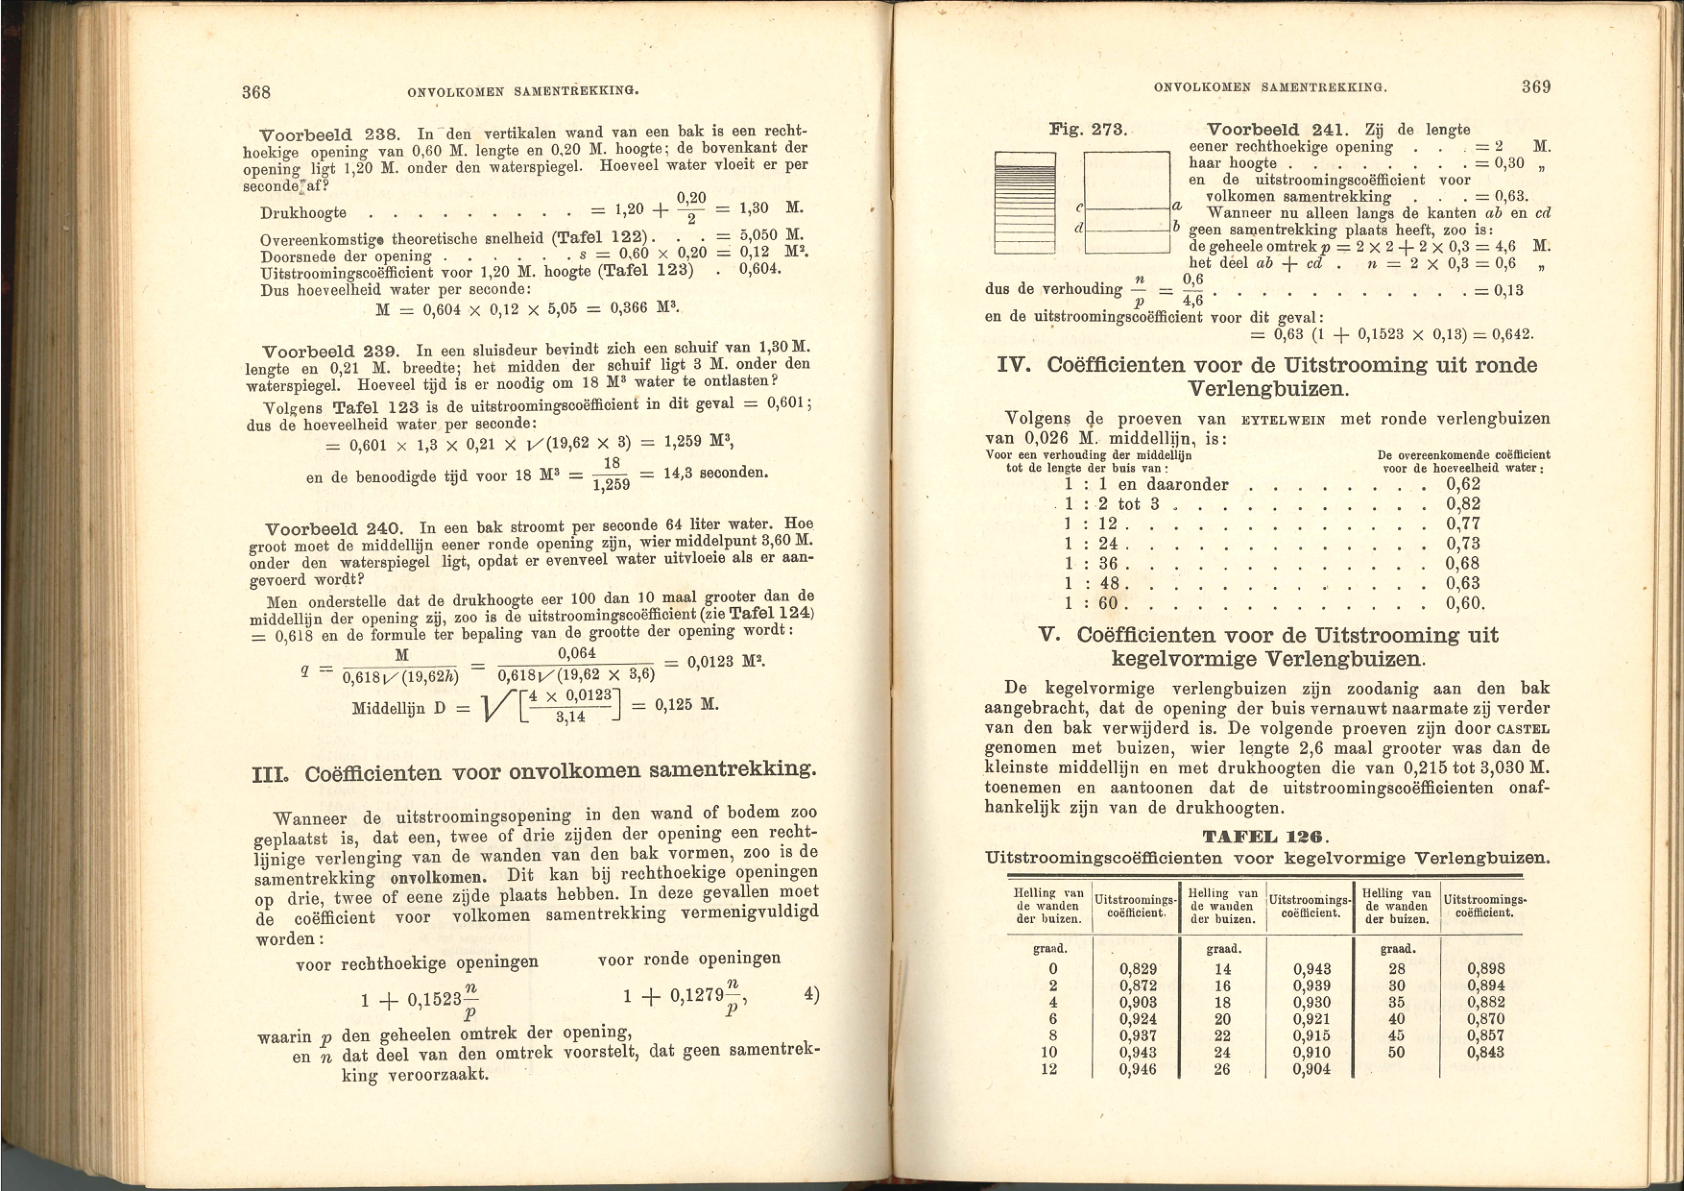 368
ONVOLKOMEN SAMENTREKKING.
Voorbeeld 238. In den vertikalen wand van een bak is een recht-
hoekige opening van 0,60 M. lengte en 0,20 M. hoogte; de bovenkant der
opening ligt 1,20 M. onder den waterspiegel. Hoeveel water vloeit er per
seconde af?
Drukhoogte . . . . . . . . . . = 1,20 + 0,20/2 = 1,30 M.
Overeenkomstige theoretische snelheid (Tafel 122) . . . = 5,050 M.
Doorsnede der opening . . . . . . s = 0,60 × 0,20 = 0,12 M².
Uitstroomingscoëfficient voor 1,20 M. hoogte (Tafel 123) . 0,604.
Dus hoeveelheid water per seconde:
M = 0,604 × 0,12 × 5,05 = 0,366 M³.
Voorbeeld 239. In een sluisdeur bevindt zich een schuif van 1,30 M.
lengte en 0,21 M. breedte; het midden der schuif ligt 3 M. onder den
waterspiegel. Hoeveel tijd is er noodig om 18 M³ water te ontlasten?
Volgens Tafel 123 is de uitstroomingscoëfficient in dit geval = 0,601;
dus de hoeveelheid water per seconde:
= 0,601 × 1,3 × 0,21 × √(19,62 × 3) = 1,259 M³,
en de benoodigde tijd voor 18 M³ = 18/1,259 = 14,3 seconden.
Voorbeeld 240. In een bak stroomt per seconde 64 liter water. Hoe
groot moet de middellijn eener ronde opening zijn, wier middelpunt 3,60 M.
onder den waterspiegel ligt, opdat er evenveel water uitvloeie als er aan-
gevoerd wordt?
Men onderstelle dat de drukhoogte eer 100 dan 10 maal grooter dan de
middellijn der opening zij, zoo is de uitstroomingscoëfficient (zie Tafel 124)
= 0,618 en de formule ter bepaling van de grootte der opening wordt:
q = M/0,618√(19,62h) = 0,064/0,618√(19,62 × 3,6) = 0,0123 M².
Middellijn D = √[4 × 0,0123/3,14] = 0,125 M.
III. Coëfficienten voor onvolkomen samentrekking.
Wanneer de uitstroomingsopening in den wand of bodem zoo
geplaatst is, dat een, twee of drie zijden der opening een recht-
lijnige verlenging van de wanden van den bak vormen, zoo is de
samentrekking onvolkomen. Dit kan bij rechthoekige openingen
op drie, twee of eene zijde plaats hebben. In deze gevallen moet
de coëfficient voor volkomen samentrekking vermenigvuldigd
worden:
voor rechthoekige openingen voor ronde openingen
1 + 0,1523 n/p 1 + 0,1279 n/p, 4)
waarin p den geheelen omtrek der opening,
en n dat deel van den omtrek voorstelt, dat geen samentrek-
king veroorzaakt.
ONVOLKOMEN SAMENTREKKING.
369
Fig. 273.
c
a
d
b
Voorbeeld 241. Zij de lengte
eener rechthoekige opening . . . = 2 M.
haar hoogte . . . . . . . . = 0,30 „
en de uitstroomingscoëfficient voor
volkomen samentrekking . . . = 0,63.
Wanneer nu alleen langs de kanten ab en cd
geen samentrekking plaats heeft, zoo is:
de geheele omtrek p = 2 × 2 + 2 × 0,3 = 4,6 M.
het deel ab + cd . n = 2 × 0,3 = 0,6 „
dus de verhouding n/p = 0,6/4,6 . . . . . . . . . . . = 0,13
en de uitstroomingscoëfficient voor dit geval:
= 0,63 (1 + 0,1523 × 0,13) = 0,642.
IV. Coëfficienten voor de Uitstrooming uit ronde
Verlengbuizen.
Volgens de proeven van EYTELWEIN met ronde verlengbuizen
van 0,026 M. middellijn, is:
Voor een verhouding der middellijn De overeenkomende coëfficient
tot de lengte der buis van: voor de hoeveelheid water:
1 : 1 en daaronder . . . . . . . . 0,62
1 : 2 tot 3 . . . . . . . . . . . 0,82
1 : 12 . . . . . . . . . . . . . 0,77
1 : 24 . . . . . . . . . . . . . 0,73
1 : 36 . . . . . . . . . . . . . 0,68
1 : 48 . . . . . . . . . . . . . 0,63
1 : 60 . . . . . . . . . . . . . 0,60.
V. Coëfficienten voor de Uitstrooming uit
kegelvormige Verlengbuizen.
De kegelvormige verlengbuizen zijn zoodanig aan den bak
aangebracht, dat de opening der buis vernauwt naarmate zij verder
van den bak verwijderd is. De volgende proeven zijn door CASTEL
genomen met buizen, wier lengte 2,6 maal grooter was dan de
kleinste middellijn en met drukhoogten die van 0,215 tot 3,030 M.
toenemen en aantoonen dat de uitstroomingscoëfficienten onaf-
hankelijk zijn van de drukhoogten.
TAFEL 126.
Uitstroomingscoëfficienten voor kegelvormige Verlengbuizen.
Helling van de wanden der buizen. Uitstroomings-coëfficient. Helling van de wanden der buizen. Uitstroomings-coëfficient. Helling van de wanden der buizen. Uitstroomings-coëfficient.
graad. graad. graad.
0 0,829 14 0,943 28 0,898
2 0,872 16 0,939 30 0,894
4 0,903 18 0,930 35 0,882
6 0,924 20 0,921 40 0,870
8 0,937 22 0,915 45 0,857
10 0,943 24 0,910 50 0,843
12 0,946 26 0,904